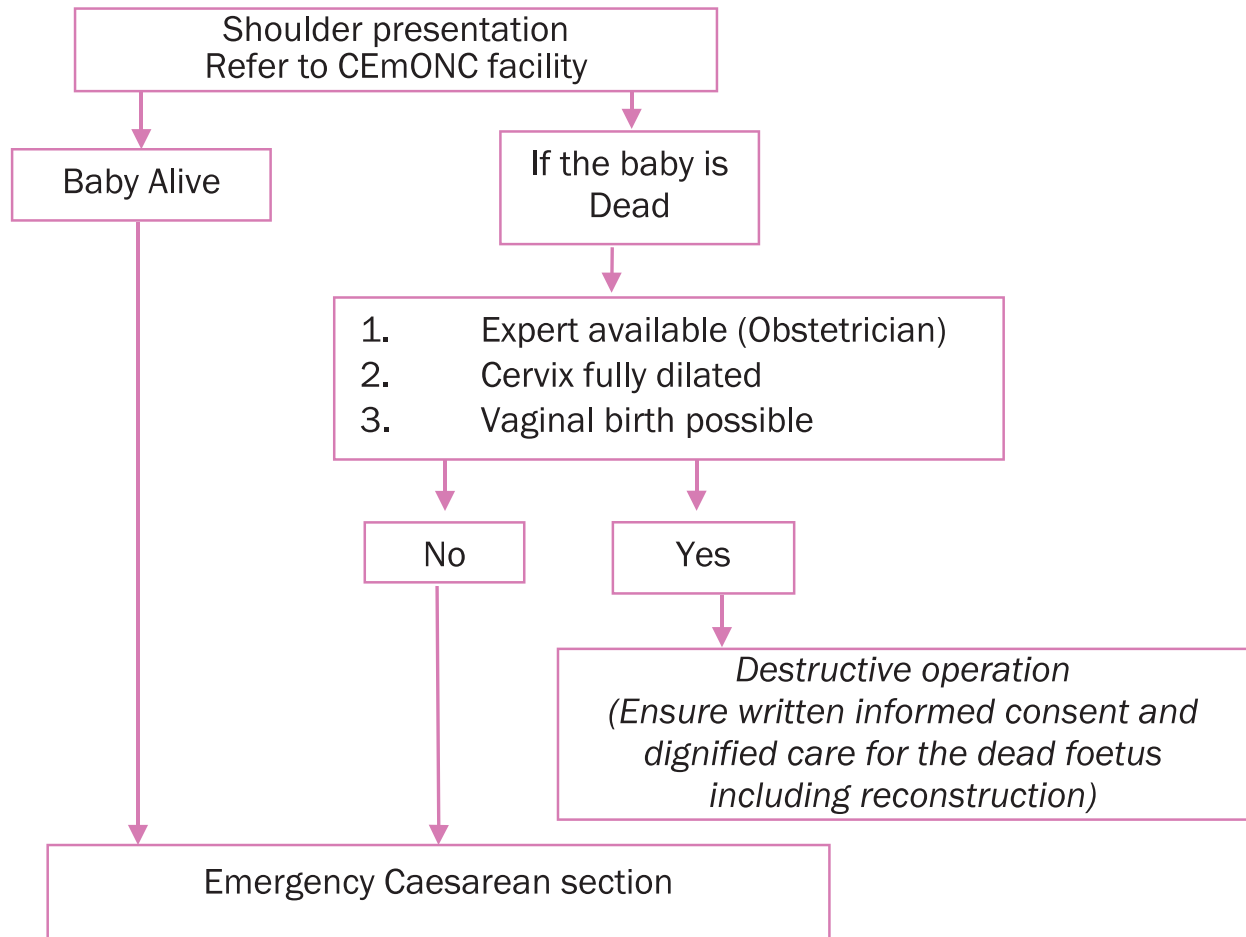 Shoulder presentation
Refer to CEmONC facility
Baby Alive
If the baby is
Dead
1. Expert available (Obstetrician)
2. Cervix fully dilated
3. Vaginal birth possible
No
Yes
Destructive operation
(Ensure written informed consent and
dignified care for the dead foetus
including reconstruction)
Emergency Caesarean section